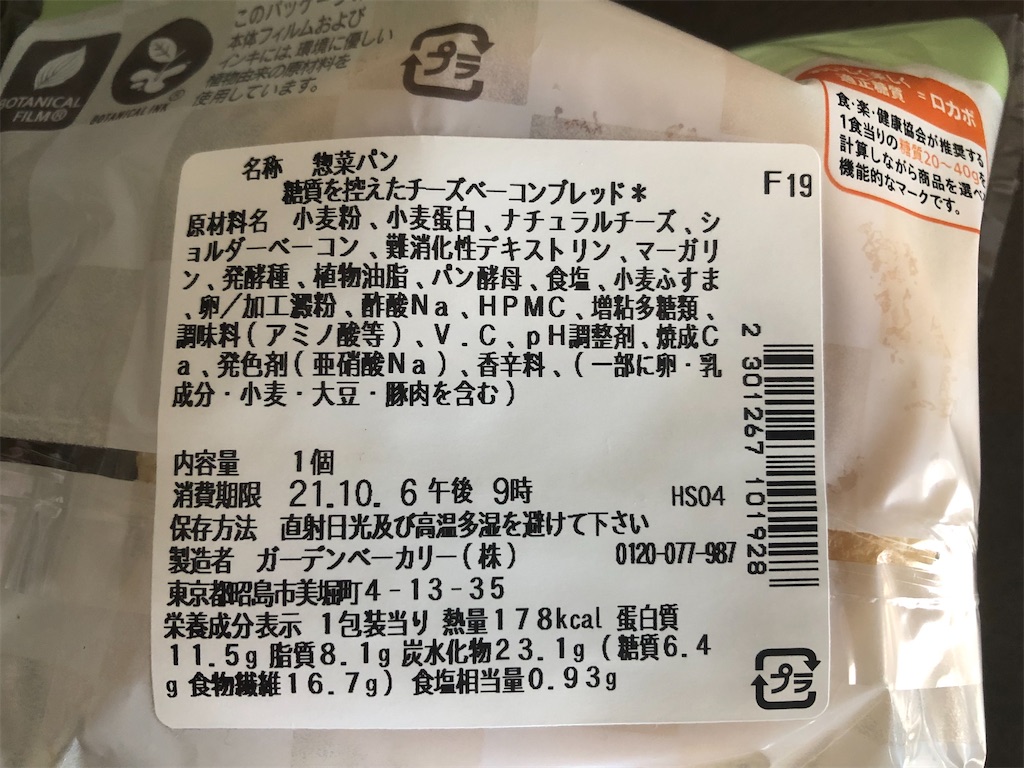 このパッケージの
本体フィルムおよび
インキには、環境に優しい
植物由来の原材料を
使用しています。
BOTANICAL
FILM®
BOTANICAL INK®
プラ
適正糖質 = ロカボ
食・楽・健康協会が推奨する
1食当りの糖質20〜40gを
計算しながら商品を選べ
機能的なマークです。
F19
名称 惣菜パン
糖質を控えたチーズベーコンブレッド*
原材料名 小麦粉、小麦蛋白、ナチュラルチーズ、シ
ョルダーベーコン、難消化性デキストリン、マーガリ
ン、発酵種、植物油脂、パン酵母、食塩、小麦ふすま
、卵/加工澱粉、酢酸Na、HPMC、増粘多糖類、
調味料(アミノ酸等)、V.C、pH調整剤、焼成C
a、発色剤(亜硝酸Na)、香辛料、(一部に卵・乳
成分・小麦・大豆・豚肉を含む)
内容量 1個
消費期限 21.10. 6 午後 9時 HS04
保存方法 直射日光及び高温多湿を避けて下さい
製造者 ガーデンベーカリー(株) 0120-077-987
東京都昭島市美堀町4-13-35
栄養成分表示 1包装当り 熱量178kcal 蛋白質
11.5g 脂質8.1g 炭水化物23.1g (糖質6.4
g 食物繊維16.7g) 食塩相当量0.93g
2 301267 101928
プラ